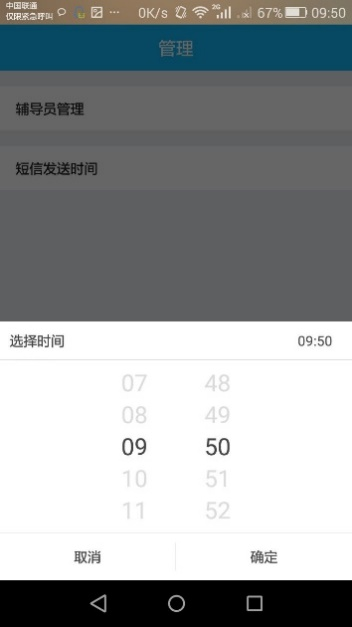 中国联通
仅限紧急呼叫 ... 0K/s 2G 67% 09:50
管理
辅导员管理
短信发送时间
选择时间 09:50
07 48
08 49
09 50
10 51
11 52
取消 确定